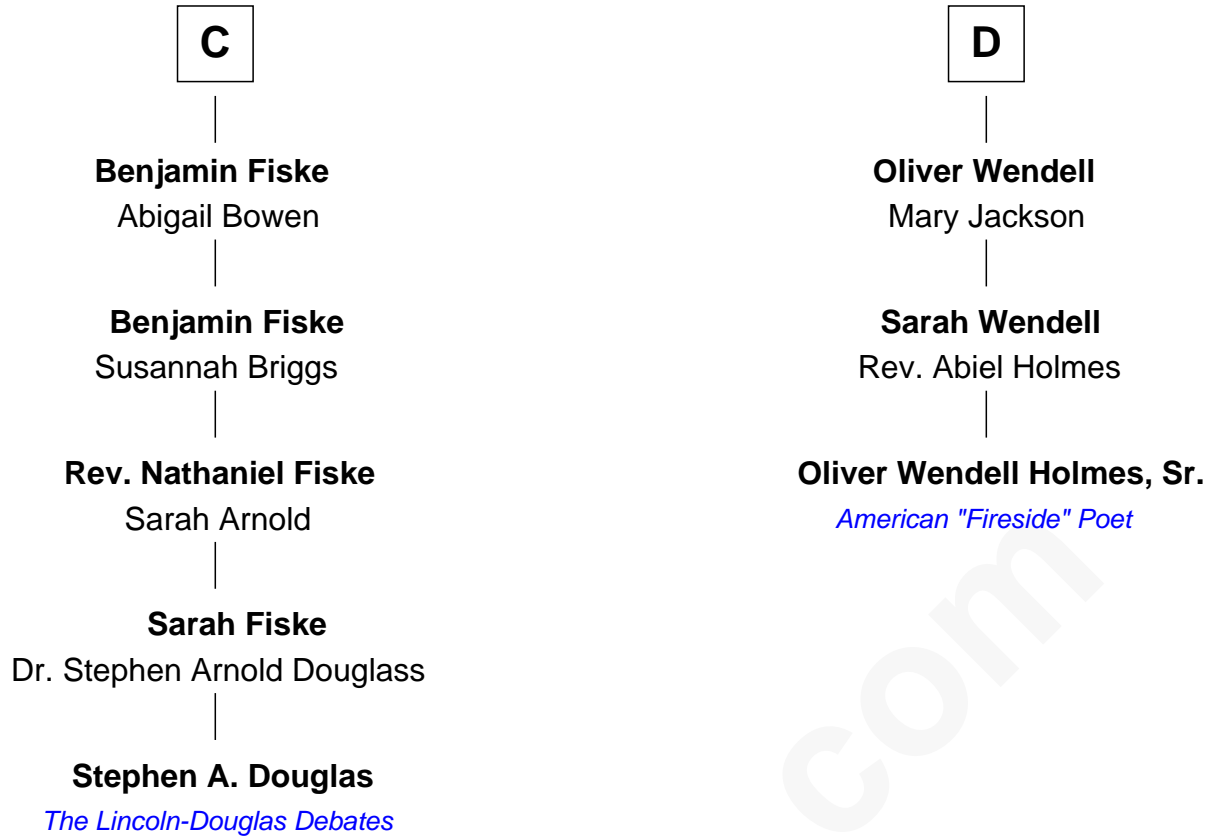 C
Benjamin Fiske
Abigail Bowen
Benjamin Fiske
Susannah Briggs
Rev. Nathaniel Fiske
Sarah Arnold
Sarah Fiske
Dr. Stephen Arnold Douglass
Stephen A. Douglas
The Lincoln-Douglas Debates
D
Oliver Wendell
Mary Jackson
Sarah Wendell
Rev. Abiel Holmes
Oliver Wendell Holmes, Sr.
American "Fireside" Poet
com